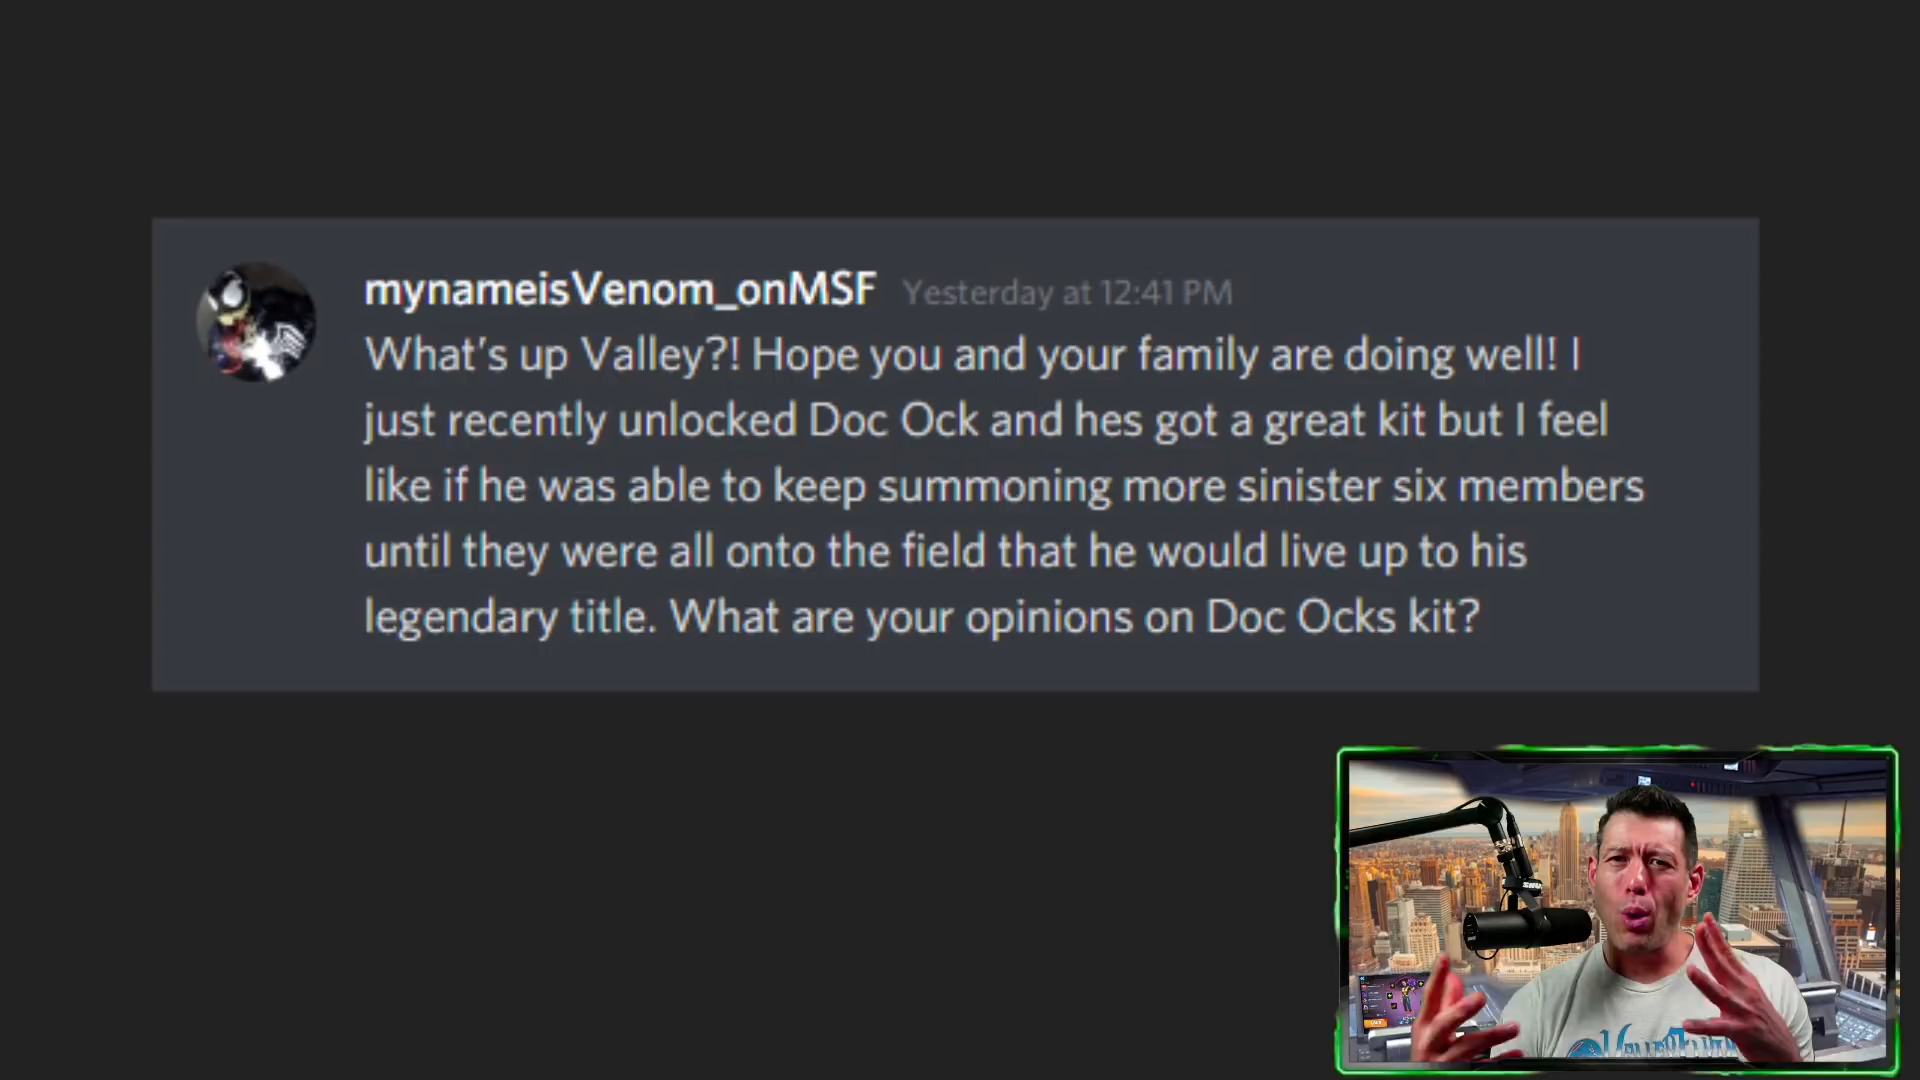 mynameisVenom_onMSF Yesterday at 12:41 PM
What's up Valley?! Hope you and your family are doing well! I
just recently unlocked Doc Ock and hes got a great kit but I feel
like if he was able to keep summoning more sinister six members
until they were all onto the field that he would live up to his
legendary title. What are your opinions on Doc Ocks kit?